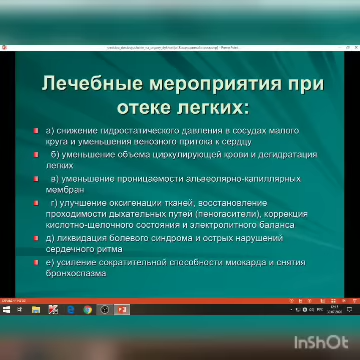 Лечебные мероприятия при
отеке легких:
а) снижение гидростатического давления в сосудах малого
круга и уменьшения венозного притока к сердцу
б) уменьшение объема циркулирующей крови и дегидратация
легких
в) уменьшение проницаемости альвеолярно-капиллярных
мембран
г) улучшение оксигенации тканей, восстановление
проходимости дыхательных путей (пеногасители), коррекция
кислотно-щелочного состояния и электролитного баланса
д) ликвидация болевого синдрома и острых нарушений
сердечного ритма
е) усиление сократительной способности миокарда и снятия
бронхоспазма
InShOt